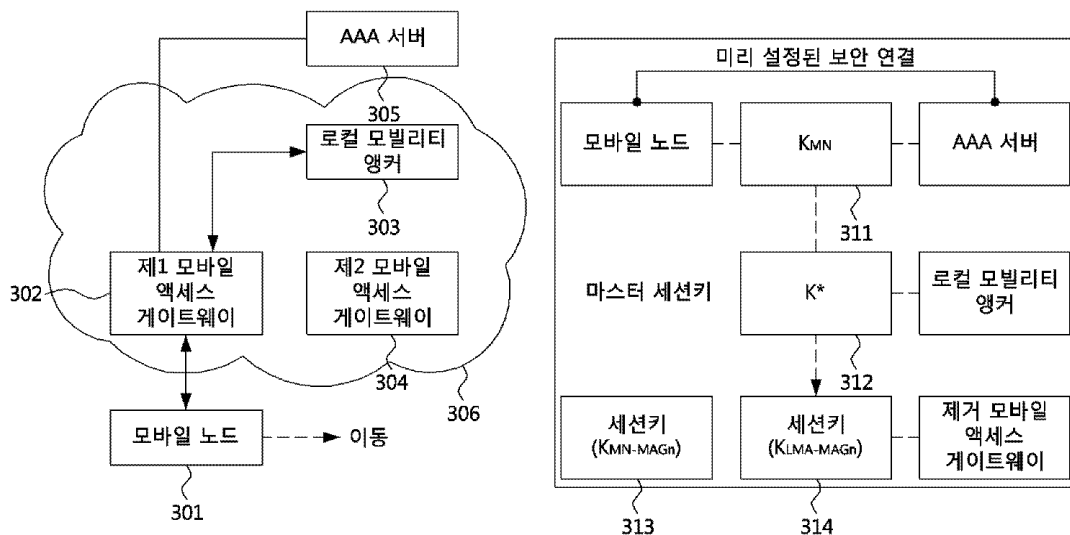 AAA 서버
305
로컬 모빌리티
앵커
303
제1 모바일
액세스
게이트웨이
302
제2 모바일
액세스
게이트웨이
304
306
모바일 노드
이동
301
미리 설정된 보안 연결
모바일 노드
KMN
AAA 서버
311
마스터 세션키
K*
로컬 모빌리티
앵커
312
세션키
(KMN-MAGn)
세션키
(KLMA-MAGn)
제거 모바일
액세스
게이트웨이
313
314